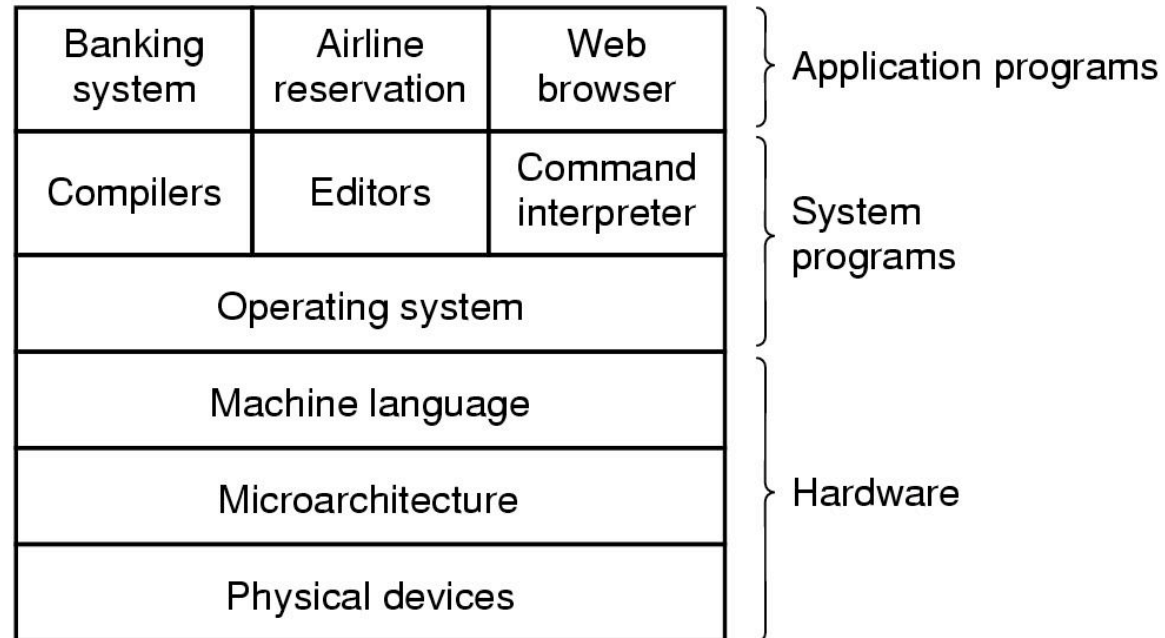 Banking
system
Airline
reservation
Web
browser
Application programs
Compilers
Editors
Command
interpreter
System
programs
Operating system
Machine language
Microarchitecture
Hardware
Physical devices